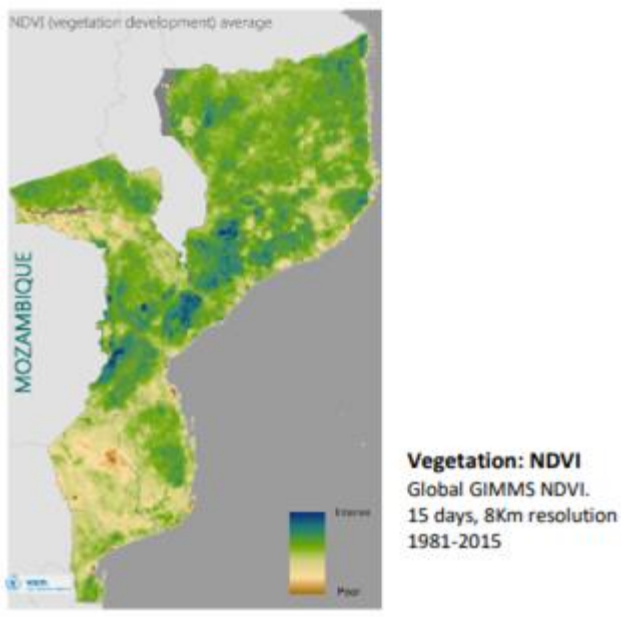 NDVI (vegetation development) average
MOZAMBIQUE
Vegetation: NDVI
Global GIMMS NDVI.
15 days, 8Km resolution
1981-2015
Intense
Poor